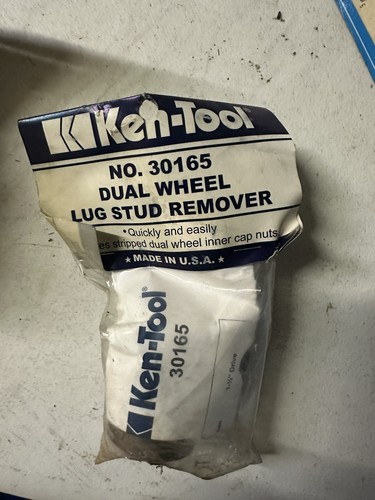 Ken-Tool®
NO. 30165
DUAL WHEEL
LUG STUD REMOVER
• Quickly and easily
es stripped dual wheel inner cap nuts
★ MADE IN U.S.A. ★
Ken-Tool®
30165
Drive